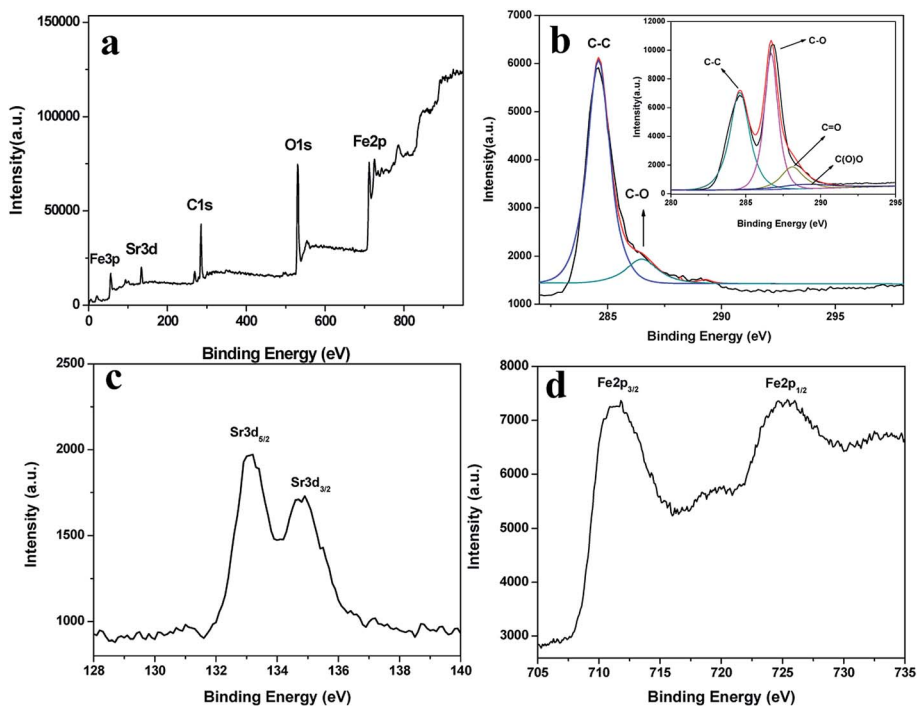 a
150000
100000
50000
0
Intensity(a.u.)
Fe3p
Sr3d
C1s
O1s
Fe2p
0 200 400 600 800
Binding Energy (eV)
b
7000
6000
5000
4000
3000
2000
1000
Intensity (a.u.)
C-C
C-O
285 290 295
Binding Energy (eV)
12000
10000
8000
6000
4000
2000
0
Intensity(a.u.)
C-C
C-O
C=O
C(O)O
280 285 290 295
Binding Energy (eV)
c
2500
2000
1500
1000
Intensity (a.u.)
Sr3d5/2
Sr3d3/2
128 130 132 133 134 136 138 140
Binding Energy (eV)
d
8000
7000
6000
5000
4000
3000
Intensity (a.u.)
Fe2p3/2
Fe2p1/2
705 710 715 720 725 730 735
Binding Energy (eV)